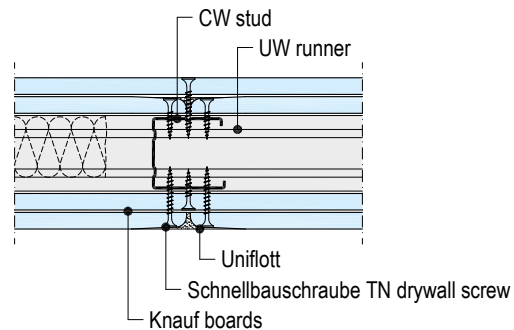 CW stud
UW runner
Uniflott
Schnellbauschraube TN drywall screw
Knauf boards